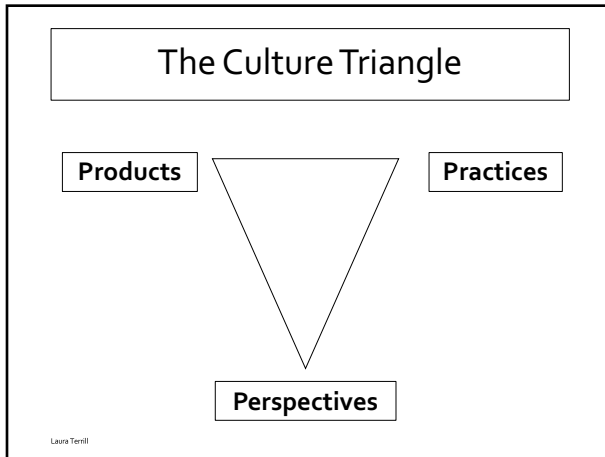 The Culture Triangle
Products
Practices
Perspectives
Laura Terrill